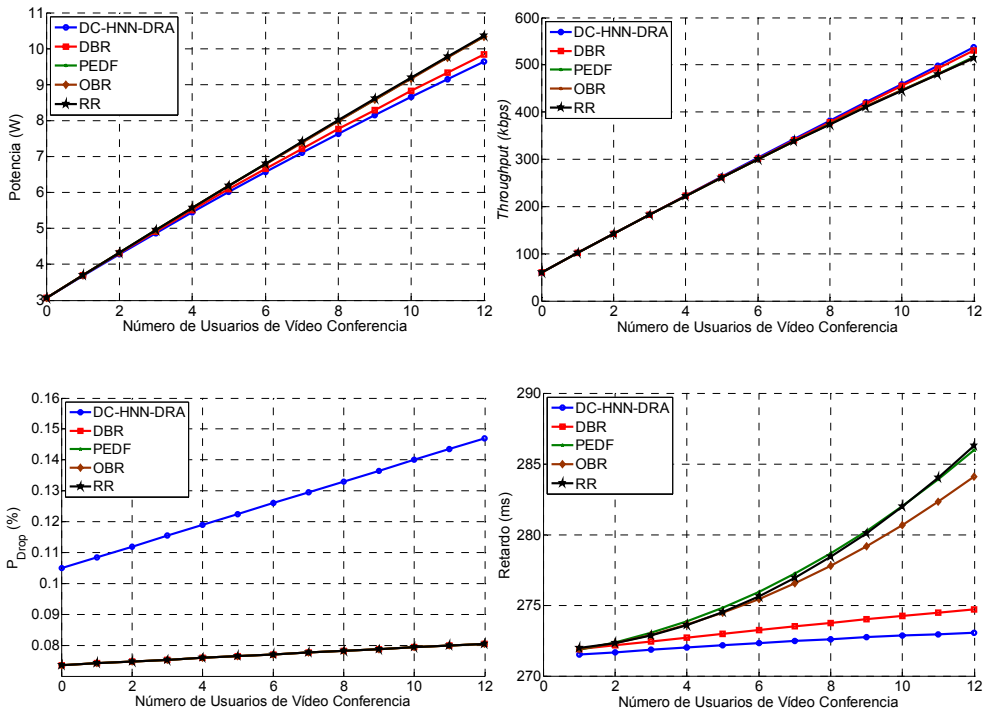 11
10
9
8
7
6
5
4
3
0
2
4
6
8
10
12
Potencia (W)
Número de Usuarios de Vídeo Conferencia
DC-HNN-DRA
DBR
PEDF
OBR
RR
600
500
400
300
200
100
0
0
2
4
6
8
10
12
Throughput (kbps)
Número de Usuarios de Vídeo Conferencia
DC-HNN-DRA
DBR
PEDF
OBR
RR
0.16
0.15
0.14
0.13
0.12
0.11
0.1
0.09
0.08
0.07
0
2
4
6
8
10
12
PDrop (%)
Número de Usuarios de Vídeo Conferencia
DC-HNN-DRA
DBR
PEDF
OBR
RR
290
285
280
275
270
0
2
4
6
8
10
12
Retardo (ms)
Número de Usuarios de Vídeo Conferencia
DC-HNN-DRA
DBR
PEDF
OBR
RR